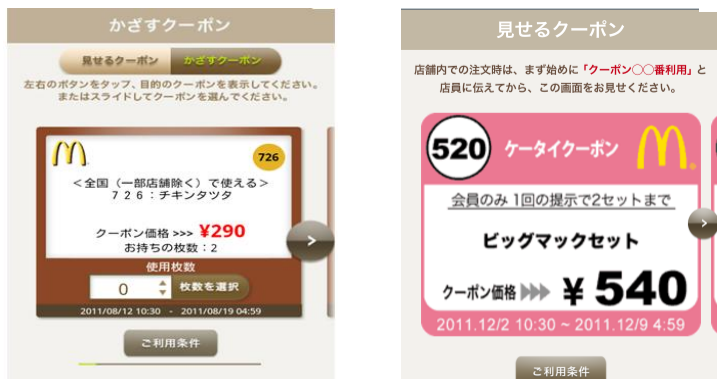 かざすクーポン
見せるクーポン かざすクーポン
左右のボタンをタップ、目的のクーポンを表示してください。
またはスライドしてクーポンを選んでください。
726
<全国（一部店舗除く）で使える>
７２６：チキンタツタ
クーポン価格 >>> ¥290
お持ちの枚数：2
使用枚数
0 枚数を選択
2011/08/12 10:30 - 2011/08/19 04:59
ご利用条件
見せるクーポン
店舗内での注文時は、まず始めに「クーポン○○番利用」と
店員に伝えてから、この画面をお見せください。
520 ケータイクーポン
会員のみ 1回の提示で2セットまで
ビッグマックセット
クーポン価格 ¥540
2011.12/2 10:30 ~ 2011.12/9 4:59
ご利用条件